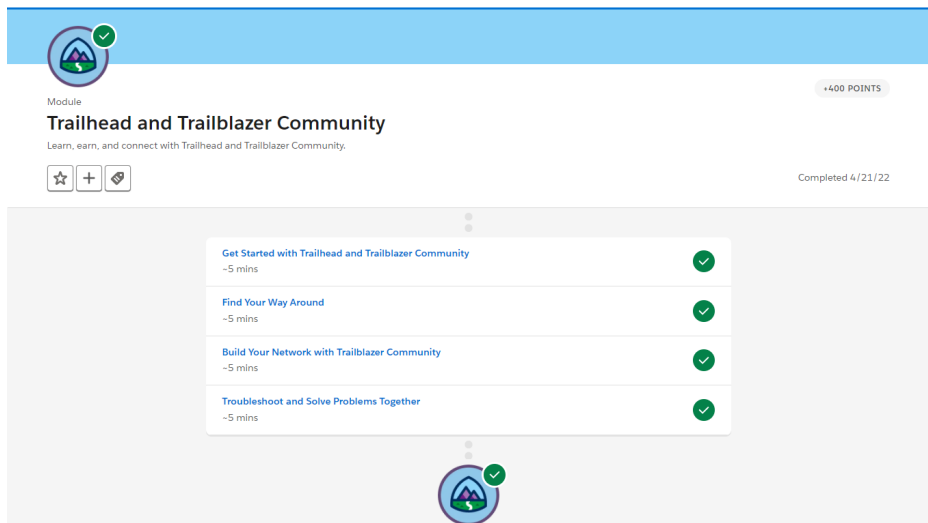 +400 POINTS
Module
Trailhead and Trailblazer Community
Learn, earn, and connect with Trailhead and Trailblazer Community.
Completed 4/21/22
Get Started with Trailhead and Trailblazer Community
~5 mins
Find Your Way Around
~5 mins
Build Your Network with Trailblazer Community
~5 mins
Troubleshoot and Solve Problems Together
~5 mins